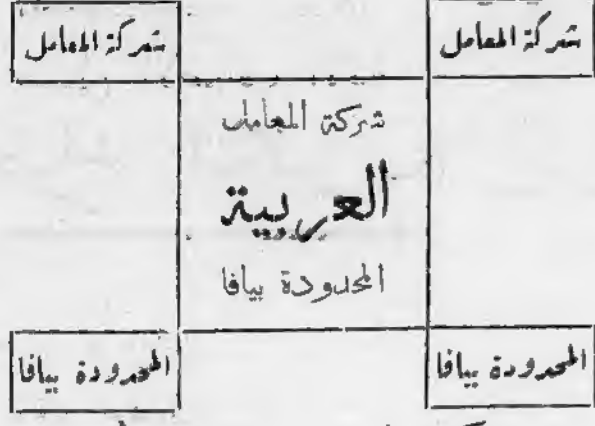 شركة المعامل
شركة المعامل
شركة المعامل
العربية
المحدودة بيافا
المحدودة بيافا
المحدودة بيافا